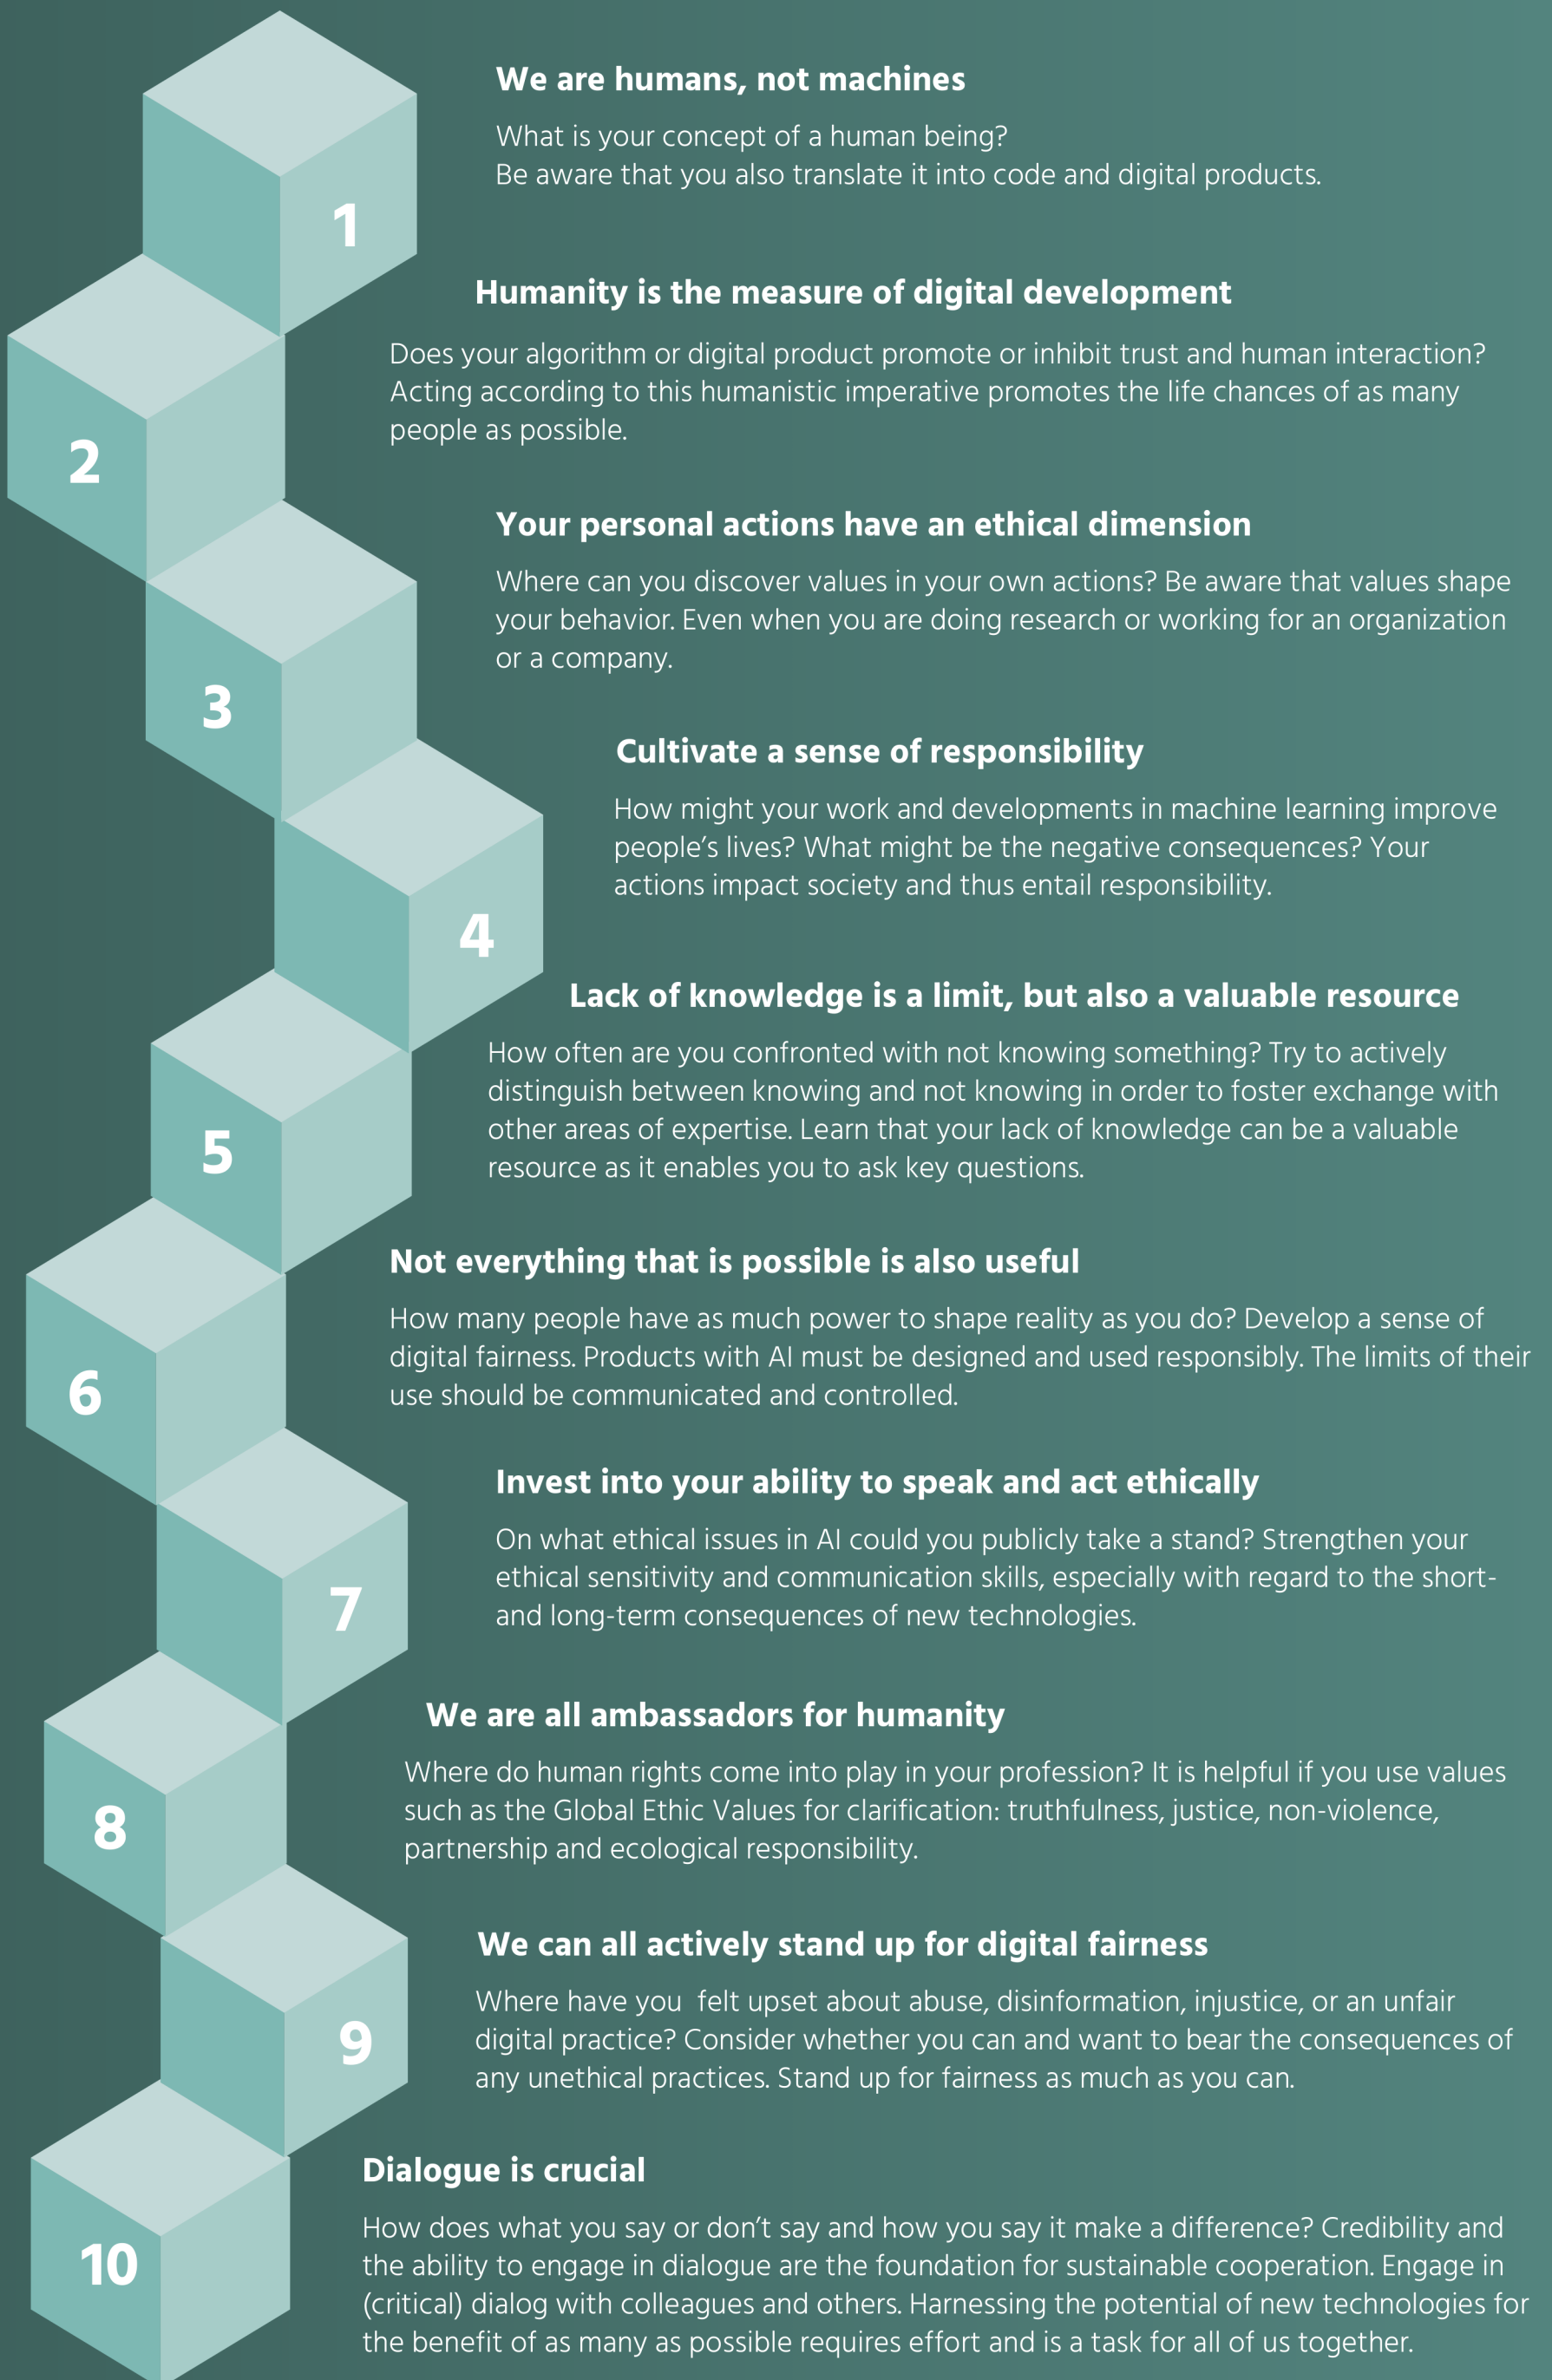 1
We are humans, not machines
What is your concept of a human being?
Be aware that you also translate it into code and digital products.
2
Humanity is the measure of digital development
Does your algorithm or digital product promote or inhibit trust and human interaction?
Acting according to this humanistic imperative promotes the life chances of as many
people as possible.
3
Your personal actions have an ethical dimension
Where can you discover values in your own actions? Be aware that values shape
your behavior. Even when you are doing research or working for an organization
or a company.
4
Cultivate a sense of responsibility
How might your work and developments in machine learning improve
people’s lives? What might be the negative consequences? Your
actions impact society and thus entail responsibility.
5
Lack of knowledge is a limit, but also a valuable resource
How often are you confronted with not knowing something? Try to actively
distinguish between knowing and not knowing in order to foster exchange with
other areas of expertise. Learn that your lack of knowledge can be a valuable
resource as it enables you to ask key questions.
6
Not everything that is possible is also useful
How many people have as much power to shape reality as you do? Develop a sense of
digital fairness. Products with AI must be designed and used responsibly. The limits of their
use should be communicated and controlled.
7
Invest into your ability to speak and act ethically
On what ethical issues in AI could you publicly take a stand? Strengthen your
ethical sensitivity and communication skills, especially with regard to the short-
and long-term consequences of new technologies.
8
We are all ambassadors for humanity
Where do human rights come into play in your profession? It is helpful if you use values
such as the Global Ethic Values for clarification: truthfulness, justice, non-violence,
partnership and ecological responsibility.
9
We can all actively stand up for digital fairness
Where have you  felt upset about abuse, disinformation, injustice, or an unfair
digital practice? Consider whether you can and want to bear the consequences of
any unethical practices. Stand up for fairness as much as you can.
10
Dialogue is crucial
How does what you say or don’t say and how you say it make a difference? Credibility and
the ability to engage in dialogue are the foundation for sustainable cooperation. Engage in
(critical) dialog with colleagues and others. Harnessing the potential of new technologies for
the benefit of as many as possible requires effort and is a task for all of us together.